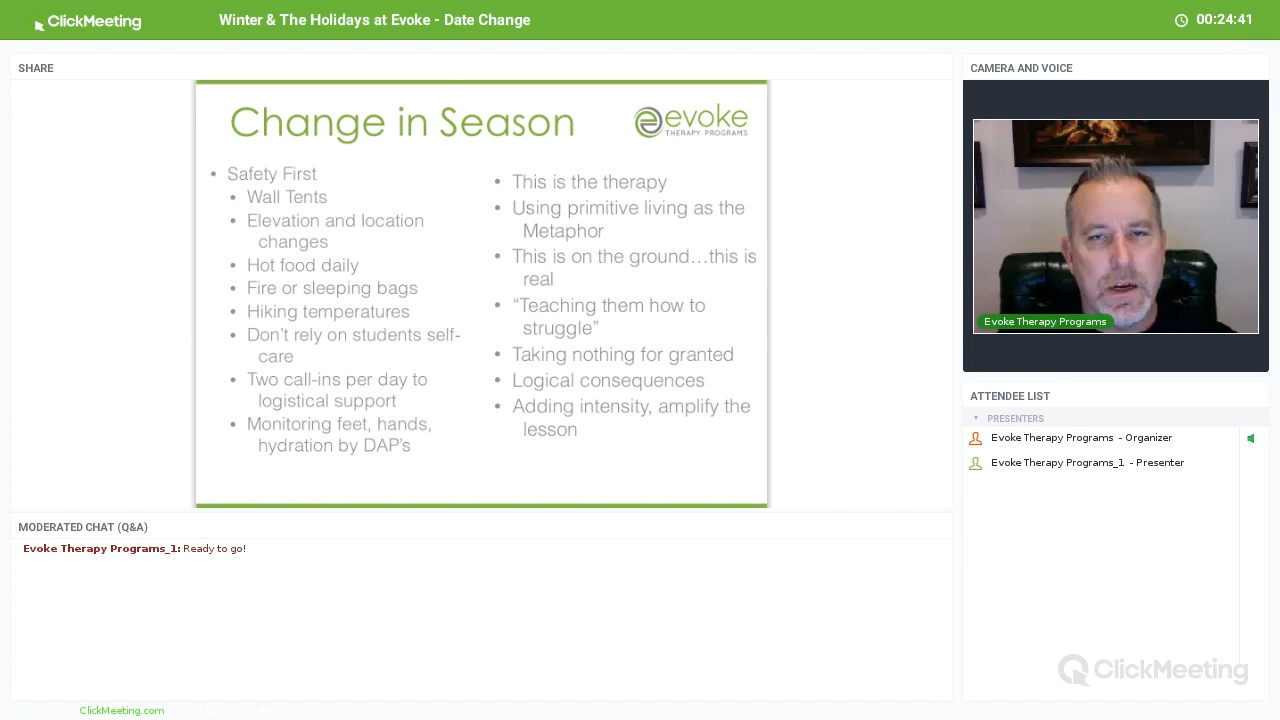 ClickMeeting
Winter & The Holidays at Evoke - Date Change
00:24:41
SHARE
Change in Season
evoke
THERAPY PROGRAMS
• Safety First
• Wall Tents
• Elevation and location
changes
• Hot food daily
• Fire or sleeping bags
• Hiking temperatures
• Don't rely on students self-
care
• Two call-ins per day to
logistical support
• Monitoring feet, hands,
hydration by DAP's
• This is the therapy
• Using primitive living as the
Metaphor
• This is on the ground...this is
real
• “Teaching them how to
struggle”
• Taking nothing for granted
• Logical consequences
• Adding intensity, amplify the
lesson
CAMERA AND VOICE
Evoke Therapy Programs
ATTENDEE LIST
PRESENTERS
Evoke Therapy Programs - Organizer
Evoke Therapy Programs_1 - Presenter
MODERATED CHAT (Q&A)
Evoke Therapy Programs_1: Ready to go!
ClickMeeting
ClickMeeting.com